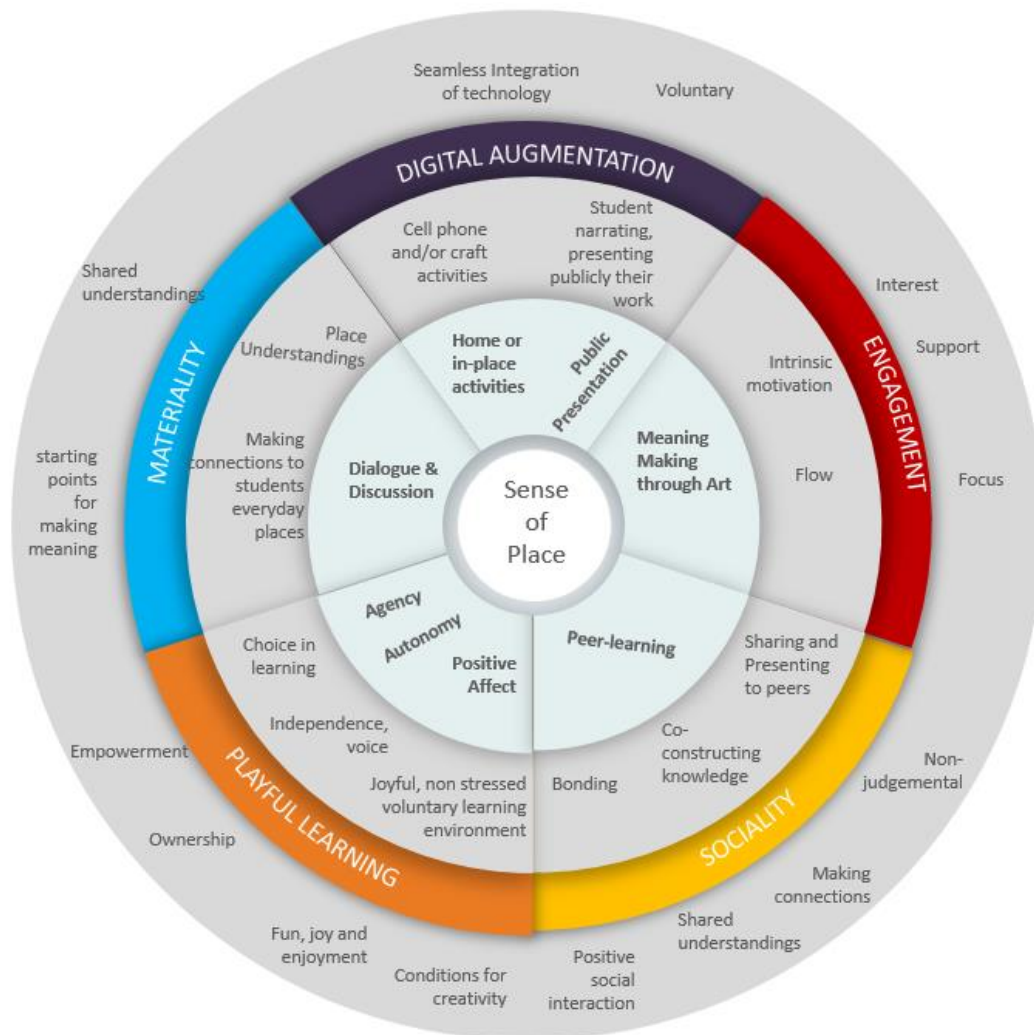 Seamless Integration
of technology
Voluntary
DIGITAL AUGMENTATION
Cell phone
and/or craft
activities
Student
narrating,
presenting
publicly their
work
Home or
in-place
activities
Public
Presentation
ENGAGEMENT
Interest
Support
Focus
Intrinsic
motivation
Flow
Meaning
Making
through Art
Shared
understandings
MATERIALITY
starting
points
for
making
meaning
Place
Understandings
Making
connections to
students
everyday
places
Dialogue &
Discussion
Sense
of
Place
Agency
Autonomy
Positive
Affect
Choice in
learning
Independence,
voice
Joyful, non stressed
voluntary learning
environment
PLAYFUL LEARNING
Empowerment
Ownership
Fun, joy and
enjoyment
Conditions for
creativity
Peer-learning
Sharing and
Presenting
to peers
Co-
constructing
knowledge
Bonding
SOCIALITY
Non-
judgemental
Making
connections
Shared
understandings
Positive
social
interaction